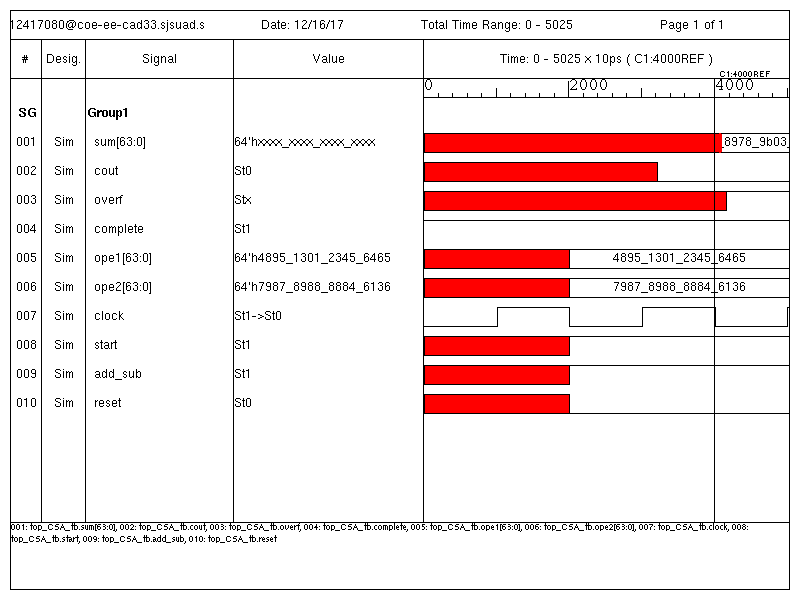 12417080@coe-ee-cad33.sjsuad.s Date: 12/16/17 Total Time Range: 0 - 5025 Page 1 of 1
# Desig. Signal Value Time: 0 - 5025 x 10ps ( C1:4000REF )
C1:4000REF
0 2000 4000
SG Group1
001 Sim sum[63:0] 64'hxxxx_xxxx_xxxx_xxxx _8978_9b03_
002 Sim cout St0
003 Sim overf Stx
004 Sim complete St1
005 Sim ope1[63:0] 64'h4895_1301_2345_6465 4895_1301_2345_6465
006 Sim ope2[63:0] 64'h7987_8988_8884_6136 7987_8988_8884_6136
007 Sim clock St1->St0
008 Sim start St1
009 Sim add_sub St1
010 Sim reset St0
001: top_CSA_tb.sum[63:0], 002: top_CSA_tb.cout, 003: top_CSA_tb.overf, 004: top_CSA_tb.complete, 005: top_CSA_tb.ope1[63:0], 006: top_CSA_tb.ope2[63:0], 007: top_CSA_tb.clock, 008:
top_CSA_tb.start, 009: top_CSA_tb.add_sub, 010: top_CSA_tb.reset